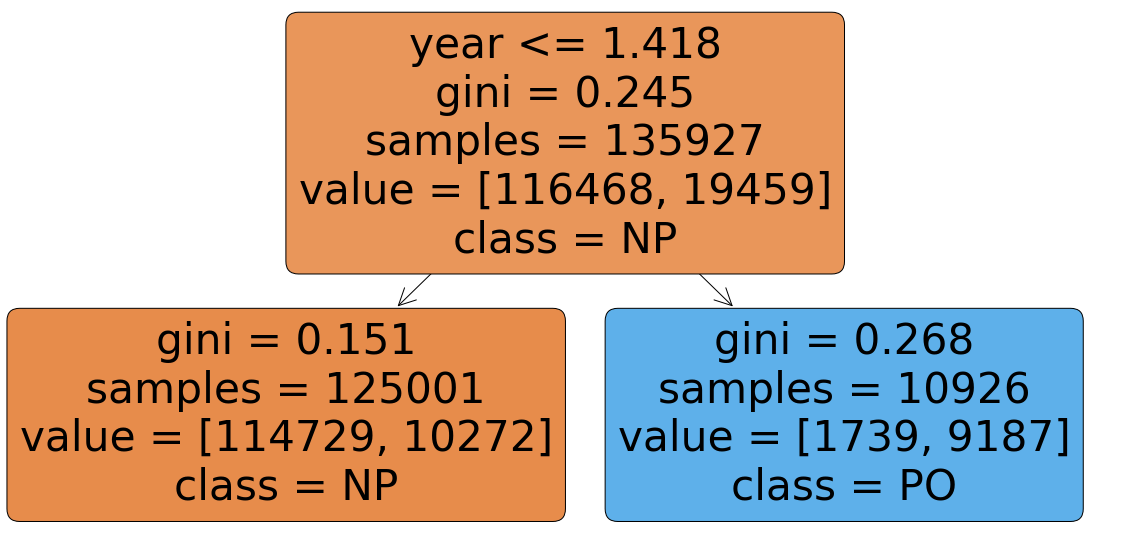 year <= 1.418
gini = 0.245
samples = 135927
value = [116468, 19459]
class = NP
gini = 0.151
samples = 125001
value = [114729, 10272]
class = NP
gini = 0.268
samples = 10926
value = [1739, 9187]
class = PO